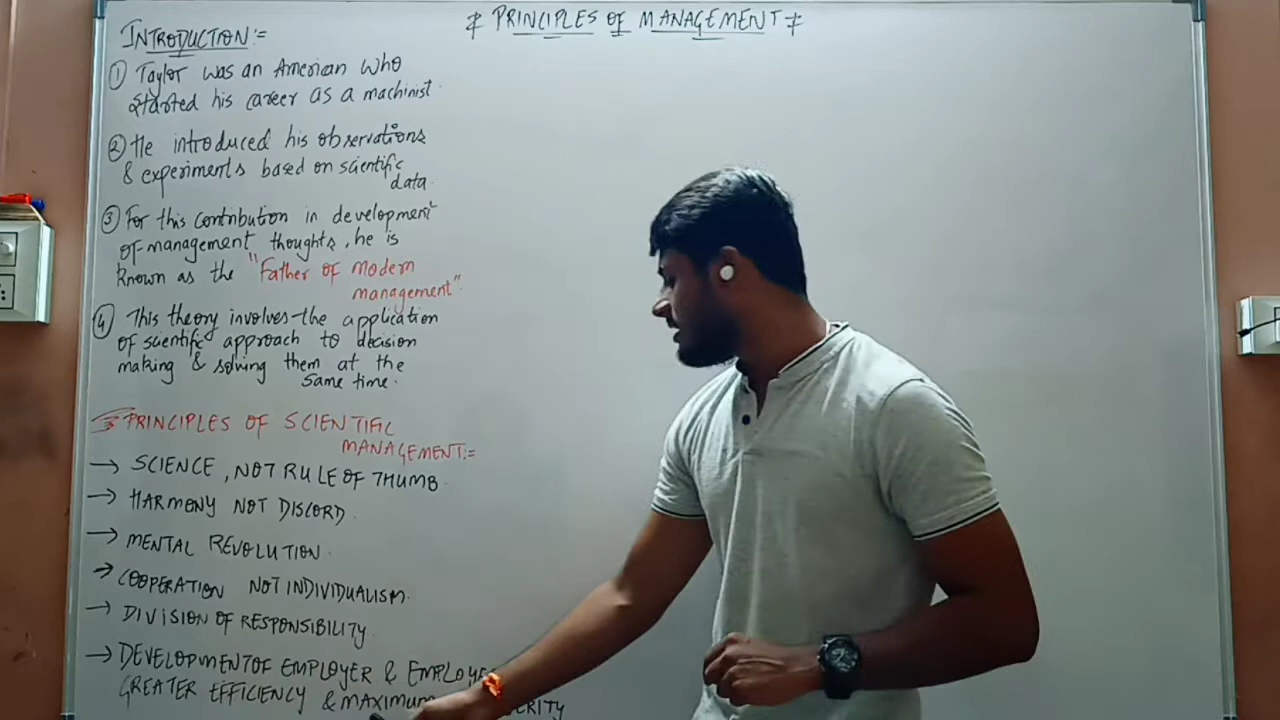 PRINCIPLES OF MANAGEMENT
INTRODUCTION :=
① Taylor was an American who
started his career as a machinist.
② He introduced his observations
& experiments based on scientific
data.
③ For this contribution in development
of management thoughts, he is
known as the "Father of modern
management".
④ This theory involves the application
of scientific approach to decision
making & solving them at the
same time.
PRINCIPLES OF SCIENTIFIC
MANAGEMENT:=
→ SCIENCE, NOT RULE OF THUMB.
→ HARMONY NOT DISCORD.
→ MENTAL REVOLUTION.
→ COOPERATION NOT INDIVIDUALISM.
→ DIVISION OF RESPONSIBILITY.
→ DEVELOPMENT OF EMPLOYER &
GREATER EFFICIENCY &